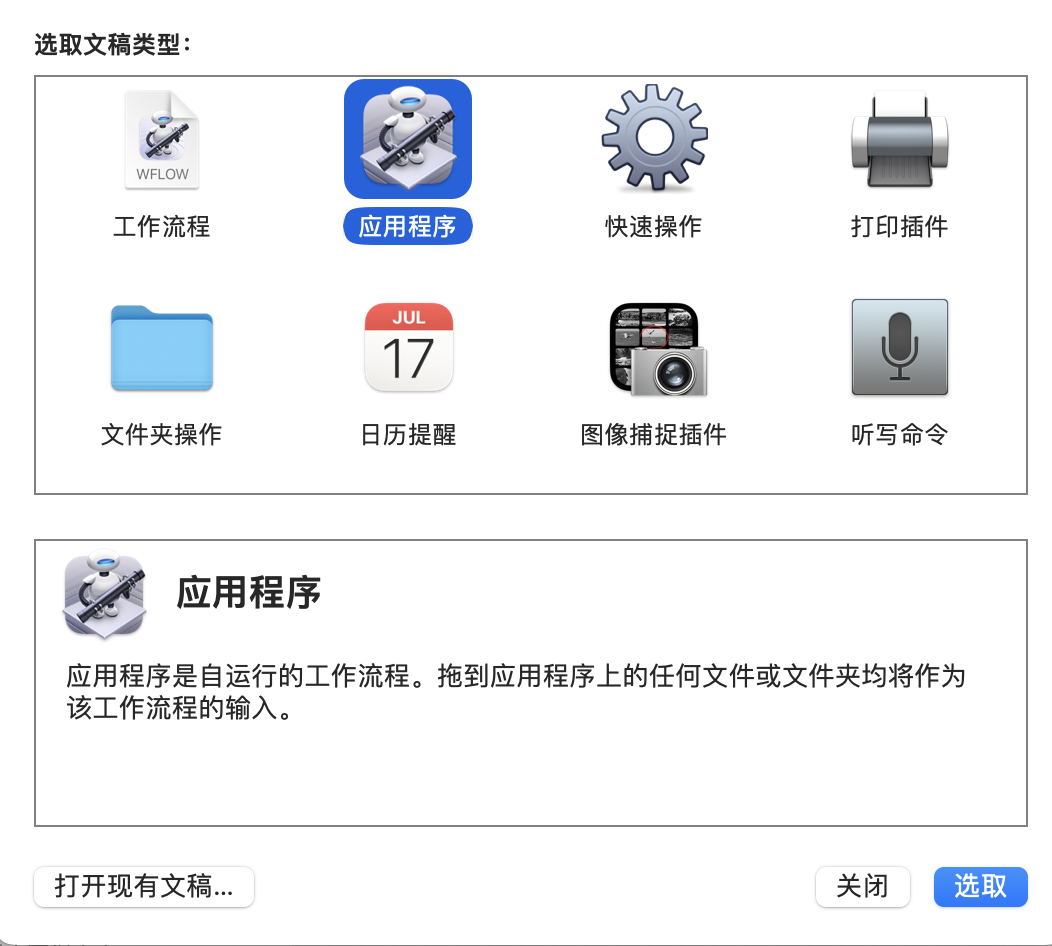 选取文稿类型：
WFLOW
工作流程
应用程序
快速操作
打印插件
JUL
17
文件夹操作
日历提醒
图像捕捉插件
听写命令
应用程序
应用程序是自运行的工作流程。拖到应用程序上的任何文件或文件夹均将作为
该工作流程的输入。
打开现有文稿...
关闭
选取